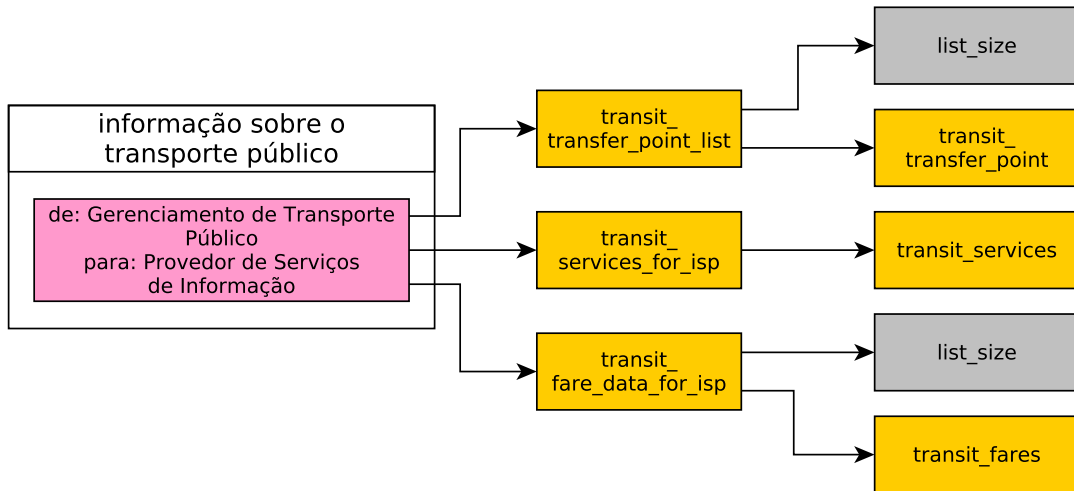 informação sobre o
transporte público
de: Gerenciamento de Transporte
Público
para: Provedor de Serviços
de Informação
transit_
transfer_point_list
transit_
services_for_isp
transit_
fare_data_for_isp
list_size
transit_
transfer_point
transit_services
list_size
transit_fares